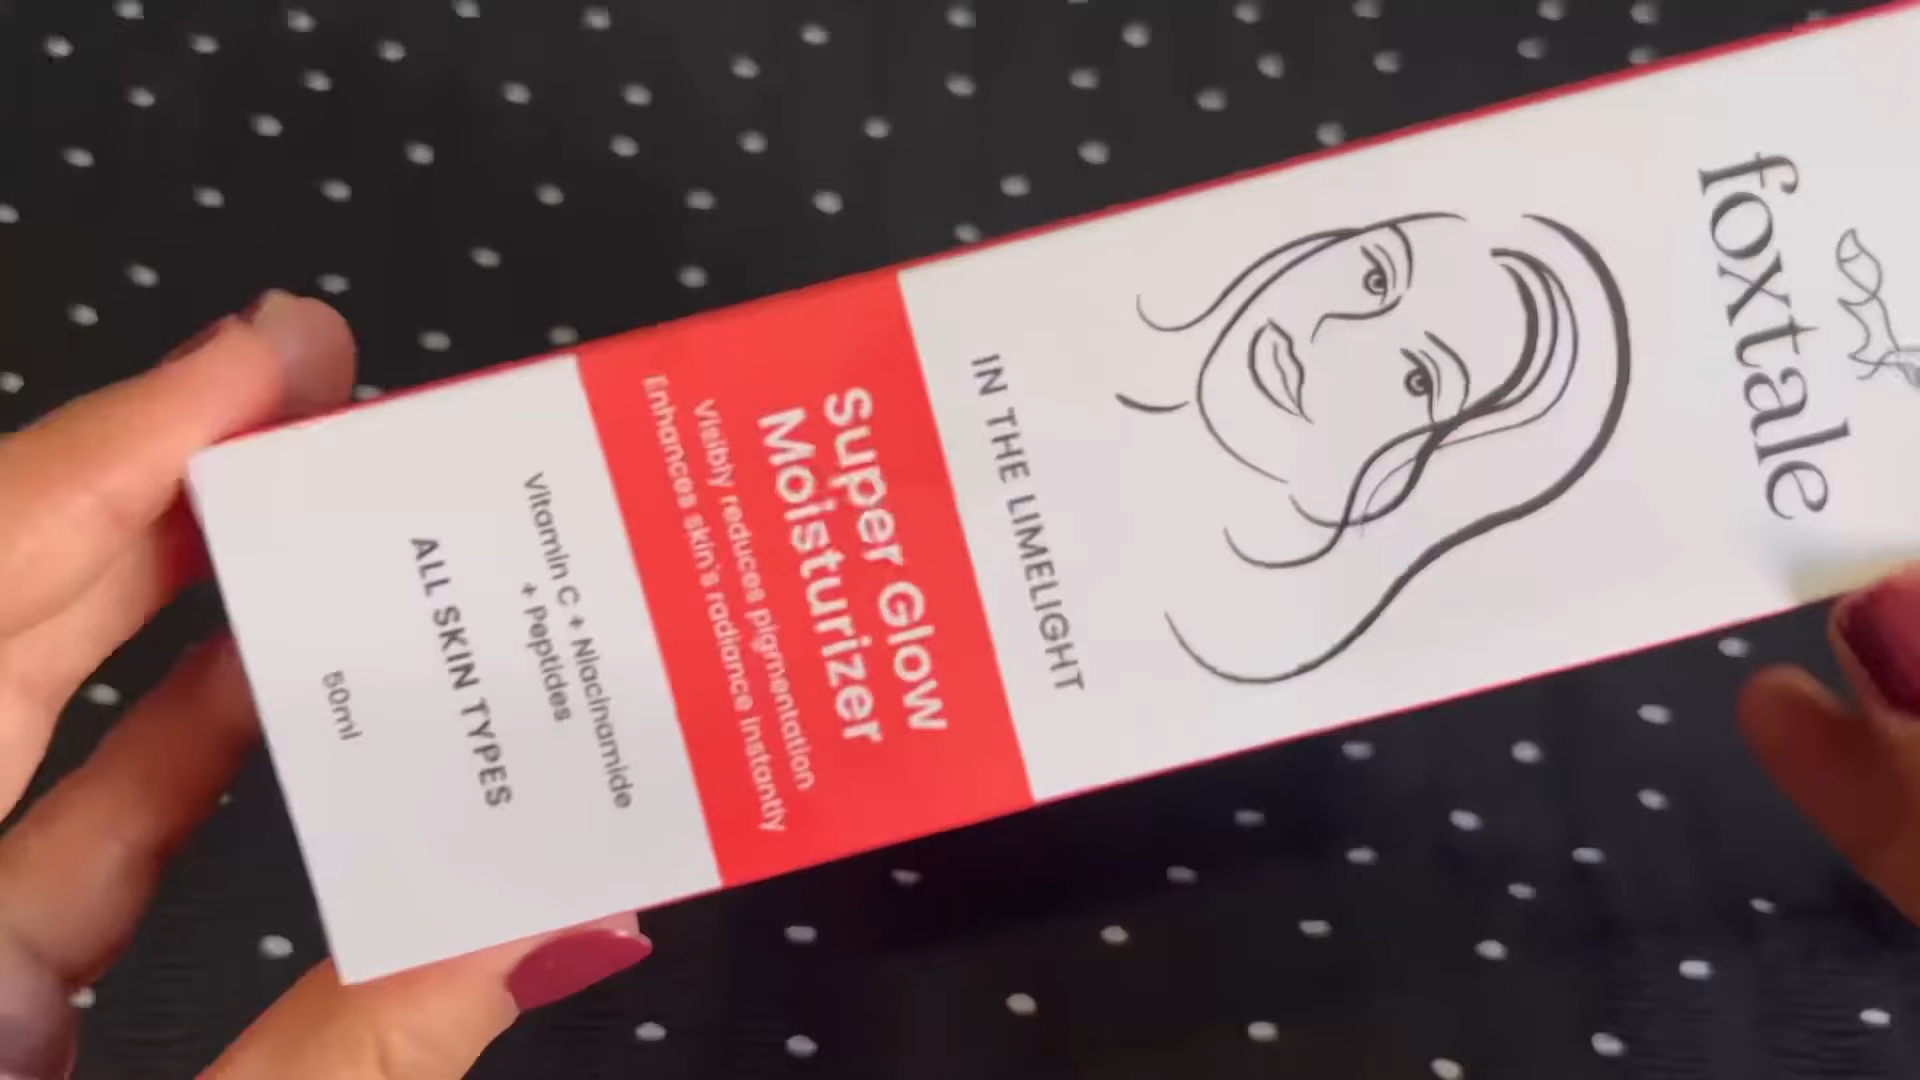 foxtale
IN THE LIMELIGHT
Super Glow
Moisturizer
Visibly reduces pigmentation
Enhances skin's radiance instantly
Vitamin C + Niacinamide
+ Peptides
ALL SKIN TYPES
50ml